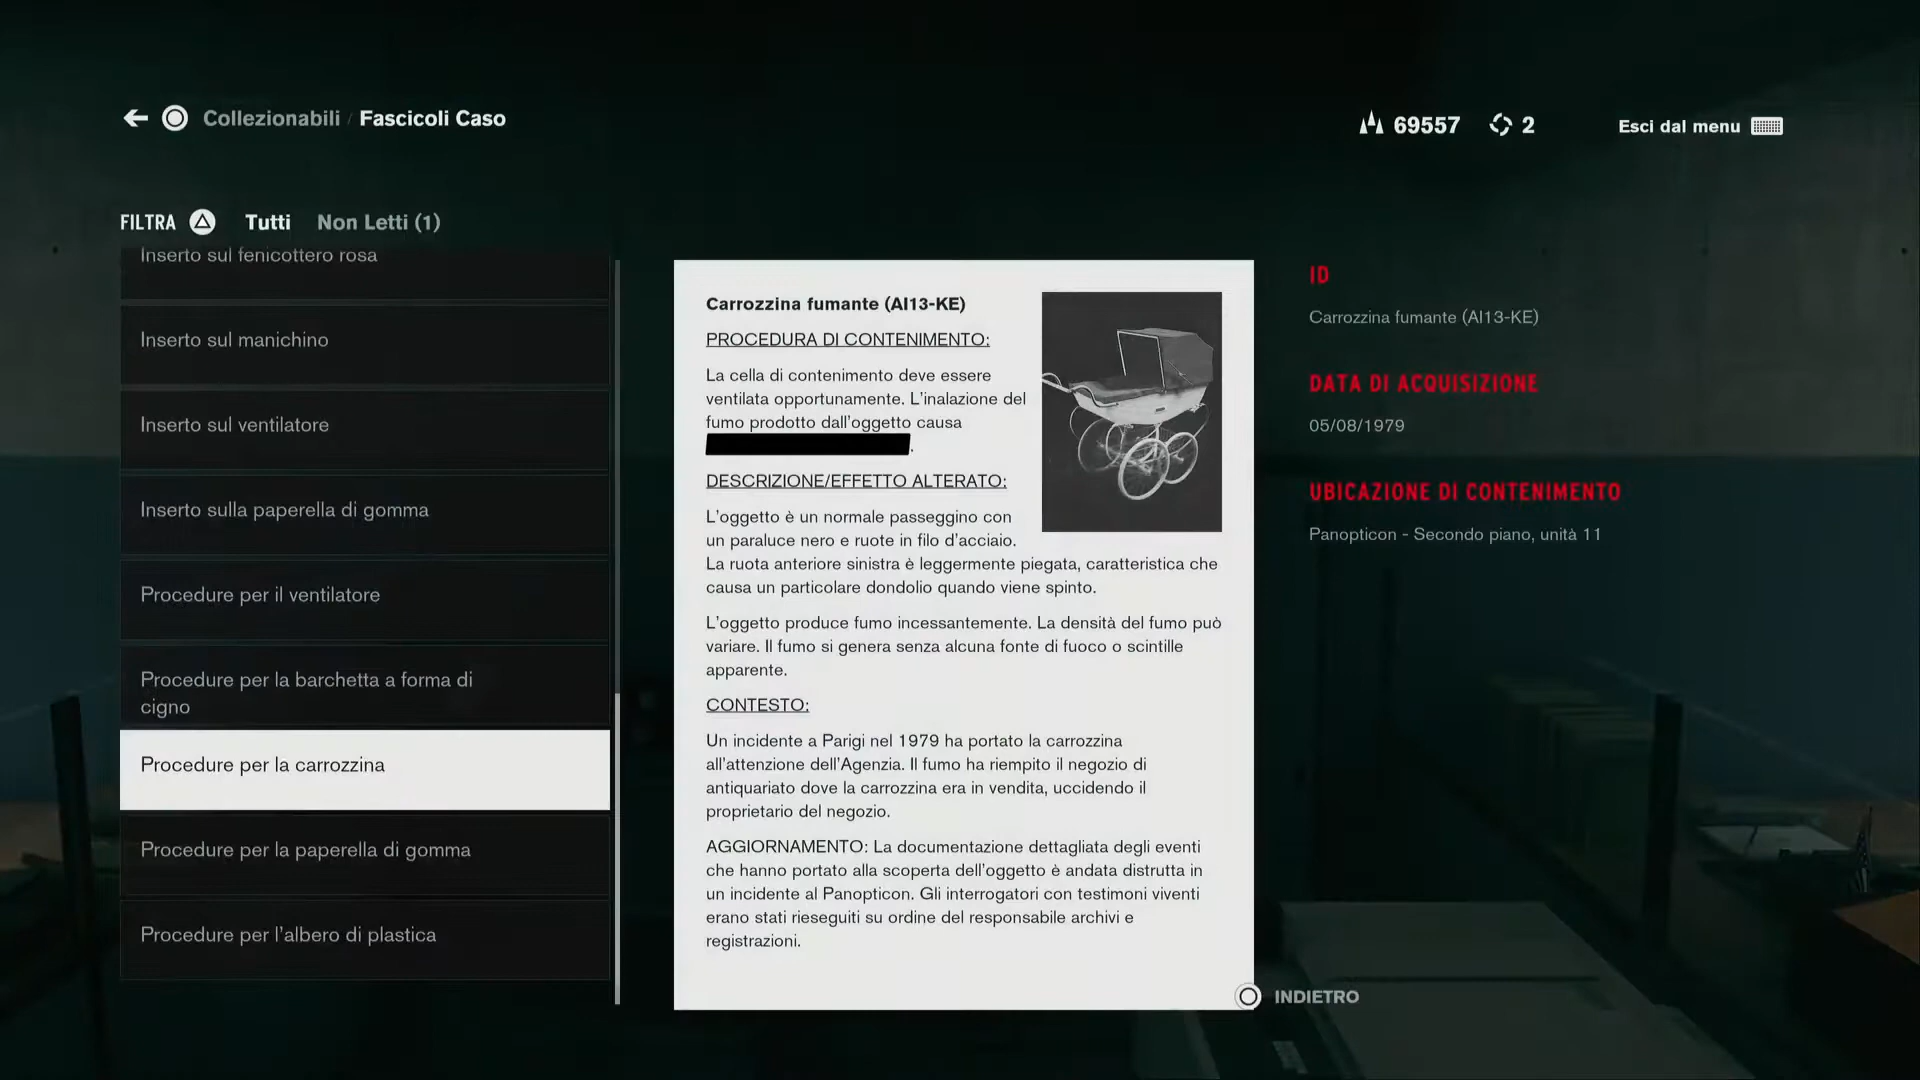 Collezionabili / Fascicoli Caso
69557
2
Esci dal menu
FILTRA Tutti Non Letti (1)
Inserto sul fenicottero rosa
Inserto sul manichino
Inserto sul ventilatore
Inserto sulla paperella di gomma
Procedure per il ventilatore
Procedure per la barchetta a forma di
cigno
Procedure per la carrozzina
Procedure per la paperella di gomma
Procedure per l'albero di plastica
Carrozzina fumante (AI13-KE)
PROCEDURA DI CONTENIMENTO:
La cella di contenimento deve essere
ventilata opportunamente. L'inalazione del
fumo prodotto dall'oggetto causa
.
DESCRIZIONE/EFFETTO ALTERATO:
L'oggetto è un normale passeggino con
un paraluce nero e ruote in filo d'acciaio.
La ruota anteriore sinistra è leggermente piegata, caratteristica che
causa un particolare dondolio quando viene spinto.
L'oggetto produce fumo incessantemente. La densità del fumo può
variare. Il fumo si genera senza alcuna fonte di fuoco o scintille
apparente.
CONTESTO:
Un incidente a Parigi nel 1979 ha portato la carrozzina
all'attenzione dell'Agenzia. Il fumo ha riempito il negozio di
antiquariato dove la carrozzina era in vendita, uccidendo il
proprietario del negozio.
AGGIORNAMENTO: La documentazione dettagliata degli eventi
che hanno portato alla scoperta dell'oggetto è andata distrutta in
un incidente al Panopticon. Gli interrogatori con testimoni viventi
erano stati rieseguiti su ordine del responsabile archivi e
registrazioni.
ID
Carrozzina fumante (AI13-KE)
DATA DI ACQUISIZIONE
05/08/1979
UBICAZIONE DI CONTENIMENTO
Panopticon - Secondo piano, unità 11
INDIETRO